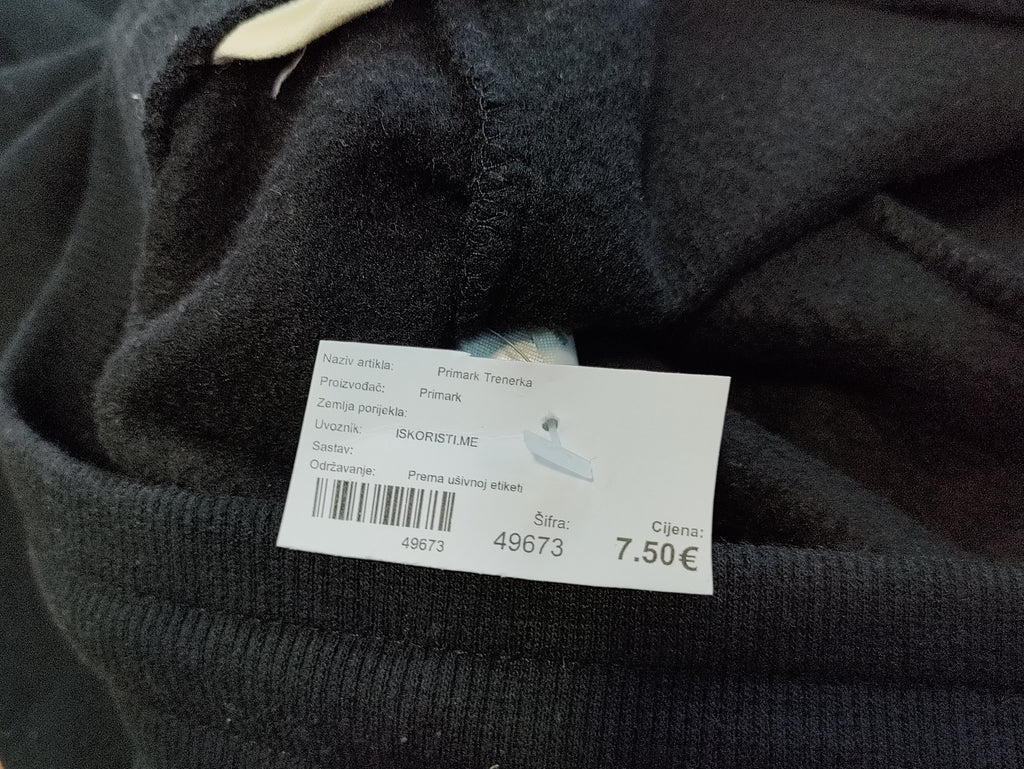 Naziv artikla: Primark Trenerka
Proizvođač: Primark
Zemlja porijekla:
Uvoznik: ISKORISTI.ME
Sastav:
Održavanje: Prema ušivnoj etiketi
49673
Šifra:
49673
Cijena:
7.50€